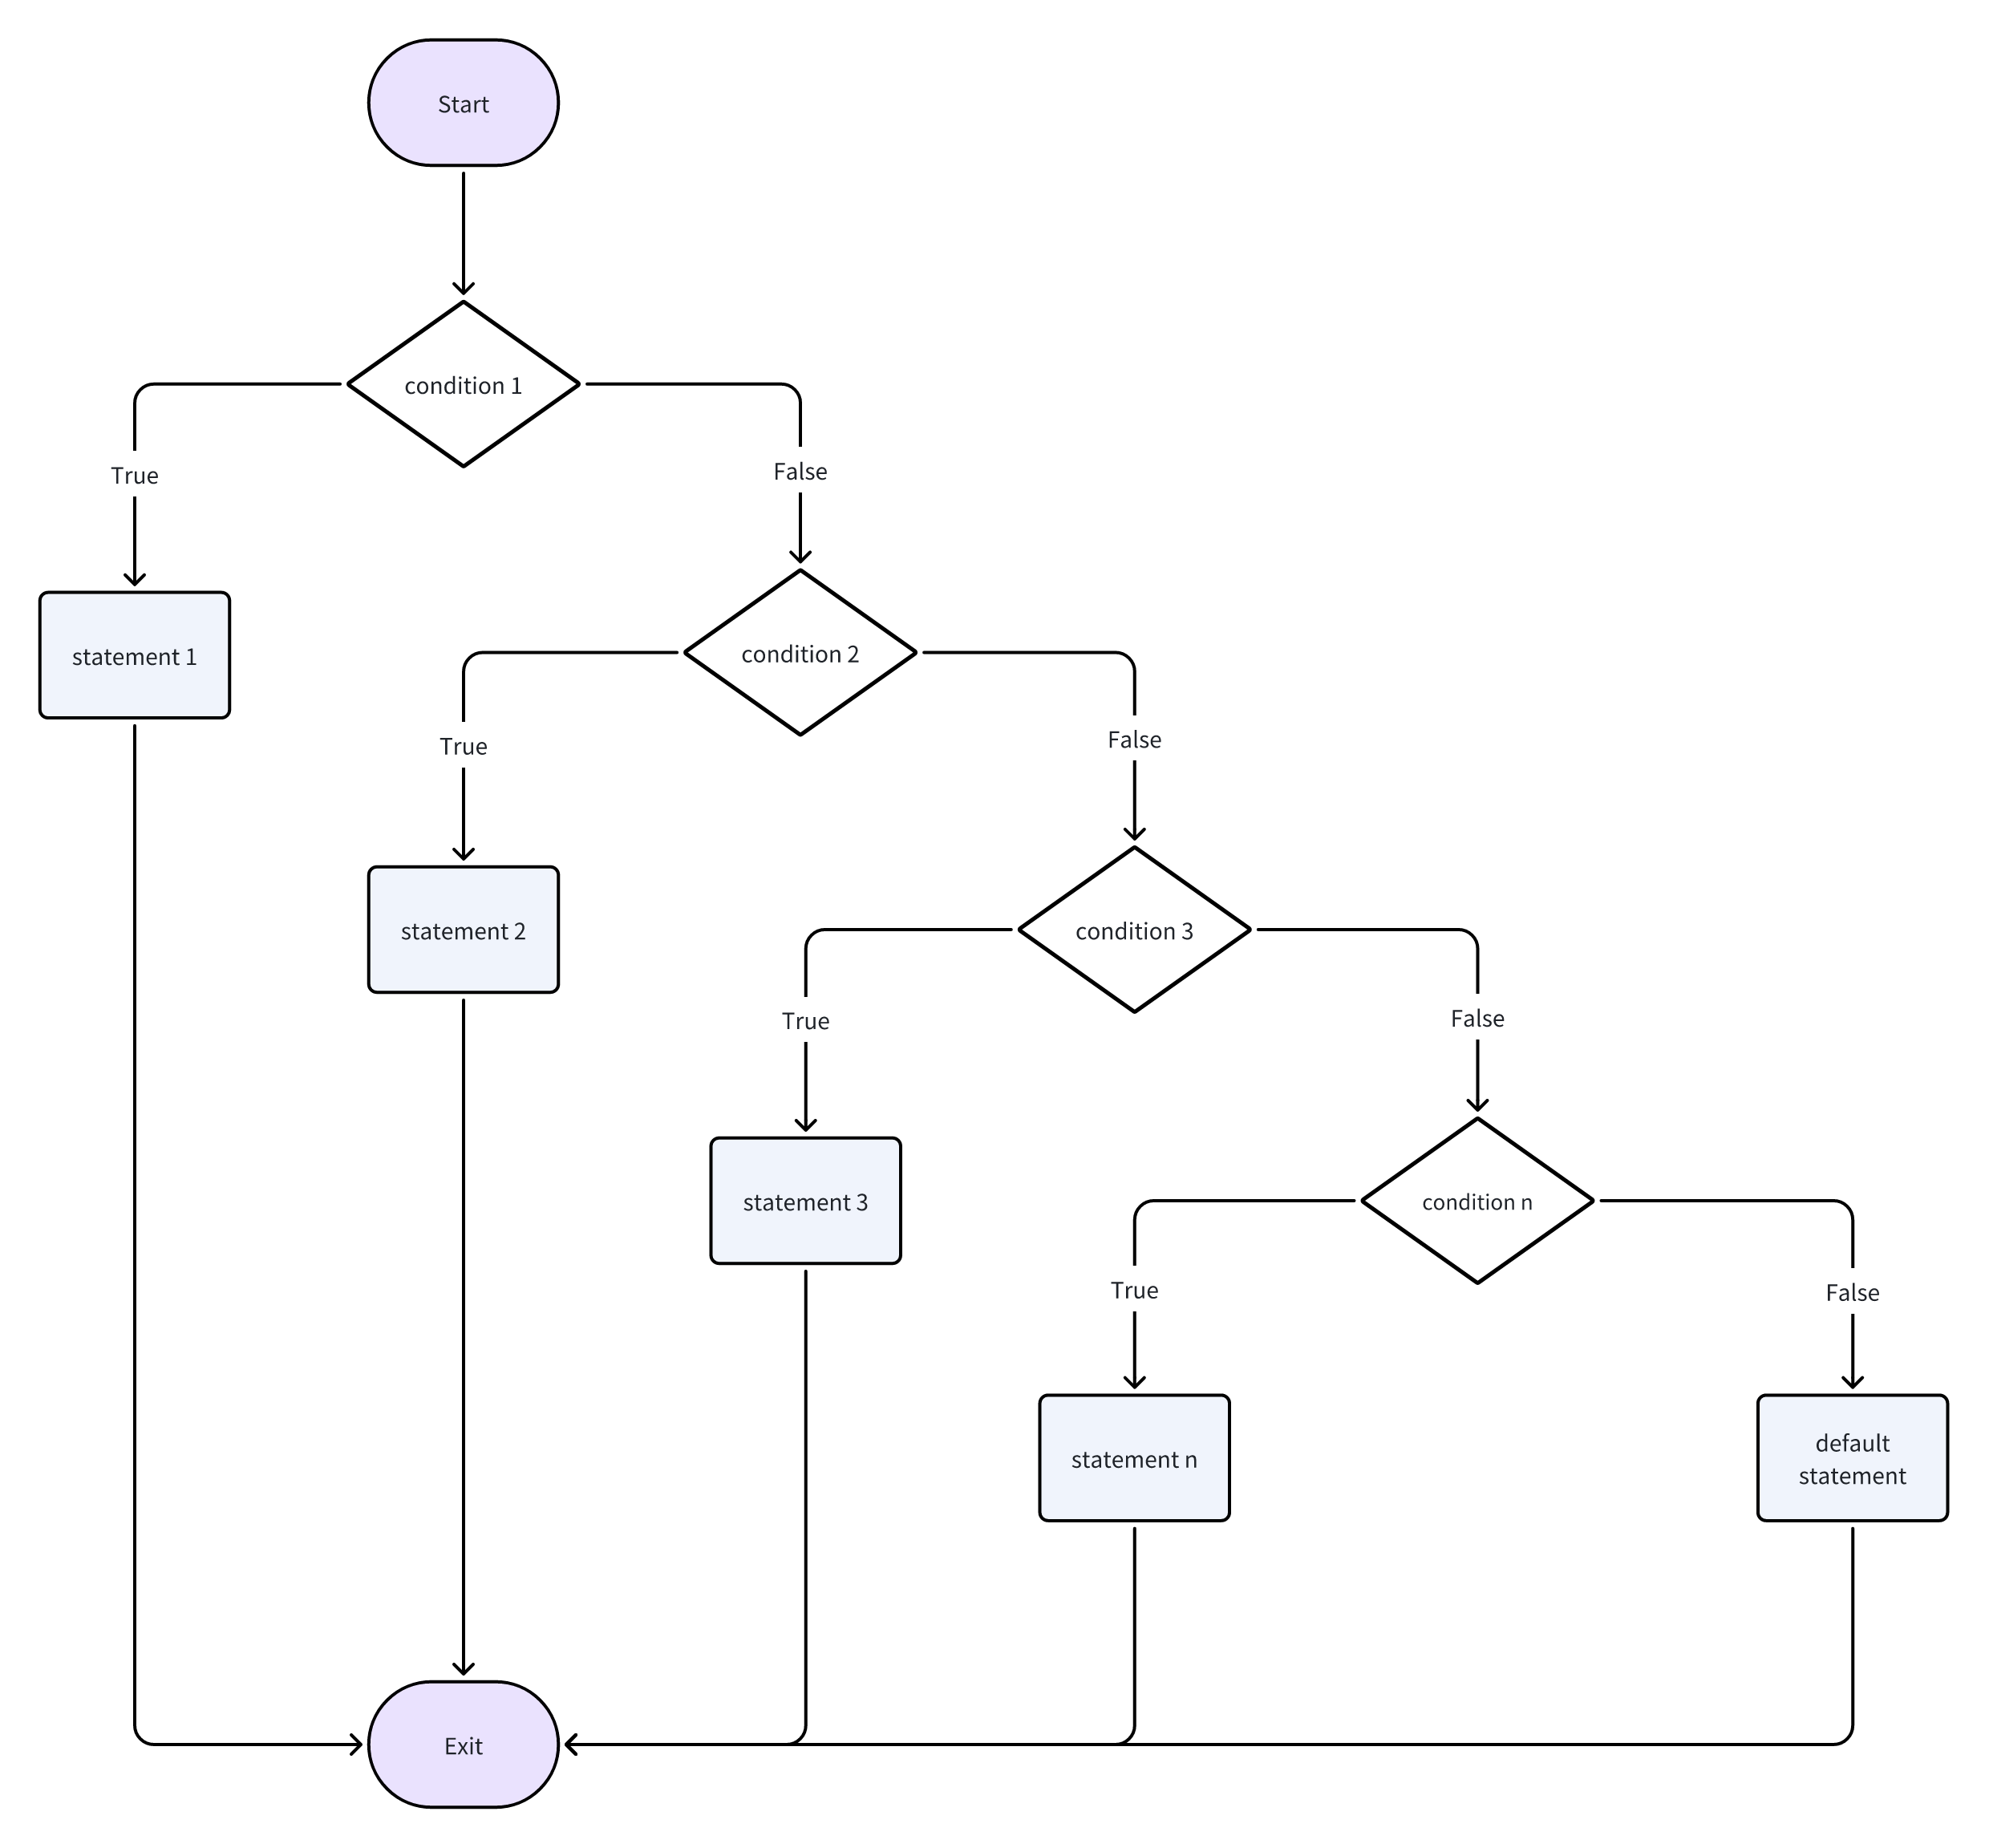 Start
condition 1
True
False
statement 1
condition 2
True
False
statement 2
condition 3
True
False
statement 3
condition n
True
False
statement n
default
statement
Exit